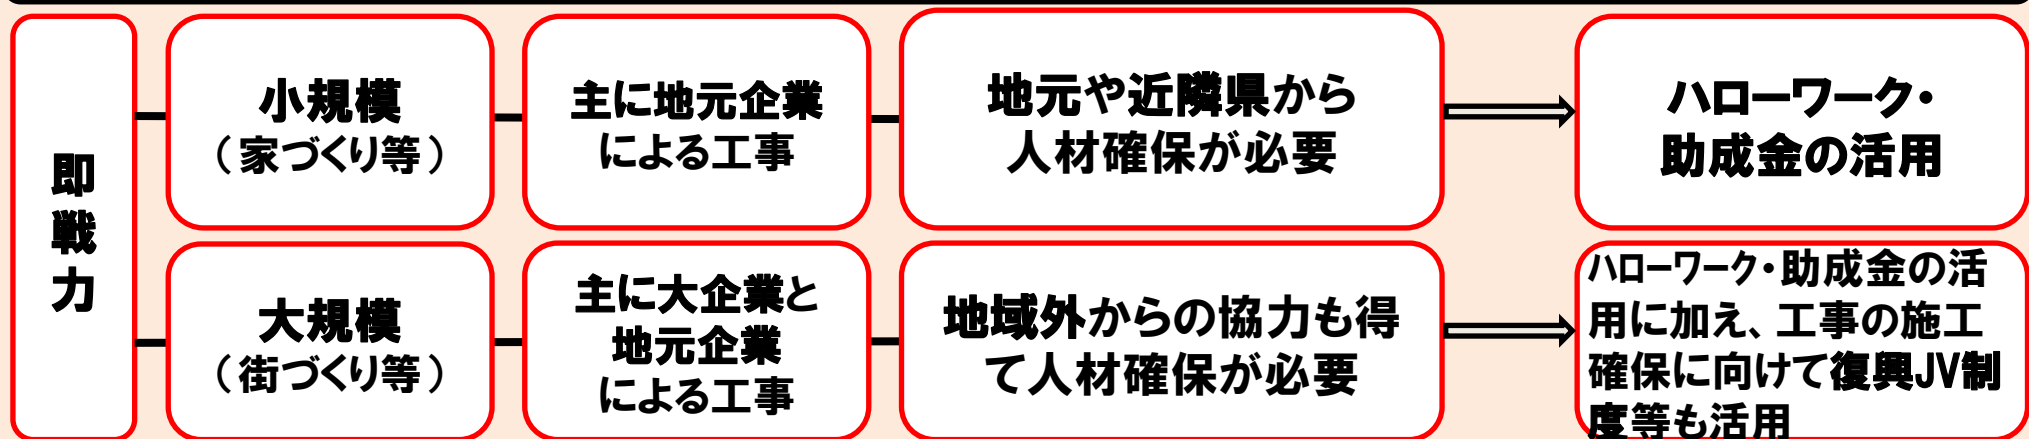 即
戦
力
小規模
（家づくり等）
主に地元企業
による工事
地元や近隣県から
人材確保が必要
ハローワーク・
助成金の活用
大規模
（街づくり等）
主に大企業と
地元企業
による工事
地域外からの協力も得
て人材確保が必要
ハローワーク・助成金の活
用に加え、工事の施工
確保に向けて復興JV制
度等も活用